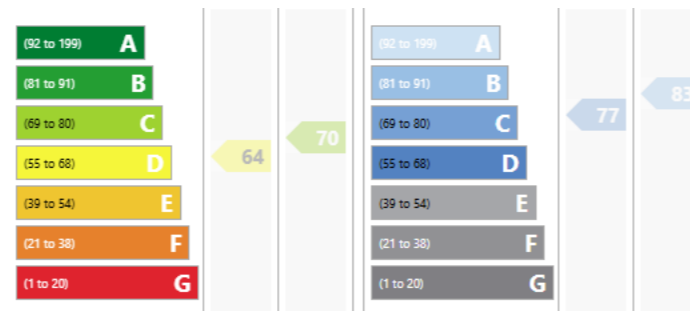 (92 to 199) A
(81 to 91) B
(69 to 80) C
(55 to 68) D
(39 to 54) E
(21 to 38) F
(1 to 20) G
64
70
(92 to 199) A
(81 to 91) B
(69 to 80) C
(55 to 68) D
(39 to 54) E
(21 to 38) F
(1 to 20) G
77
83